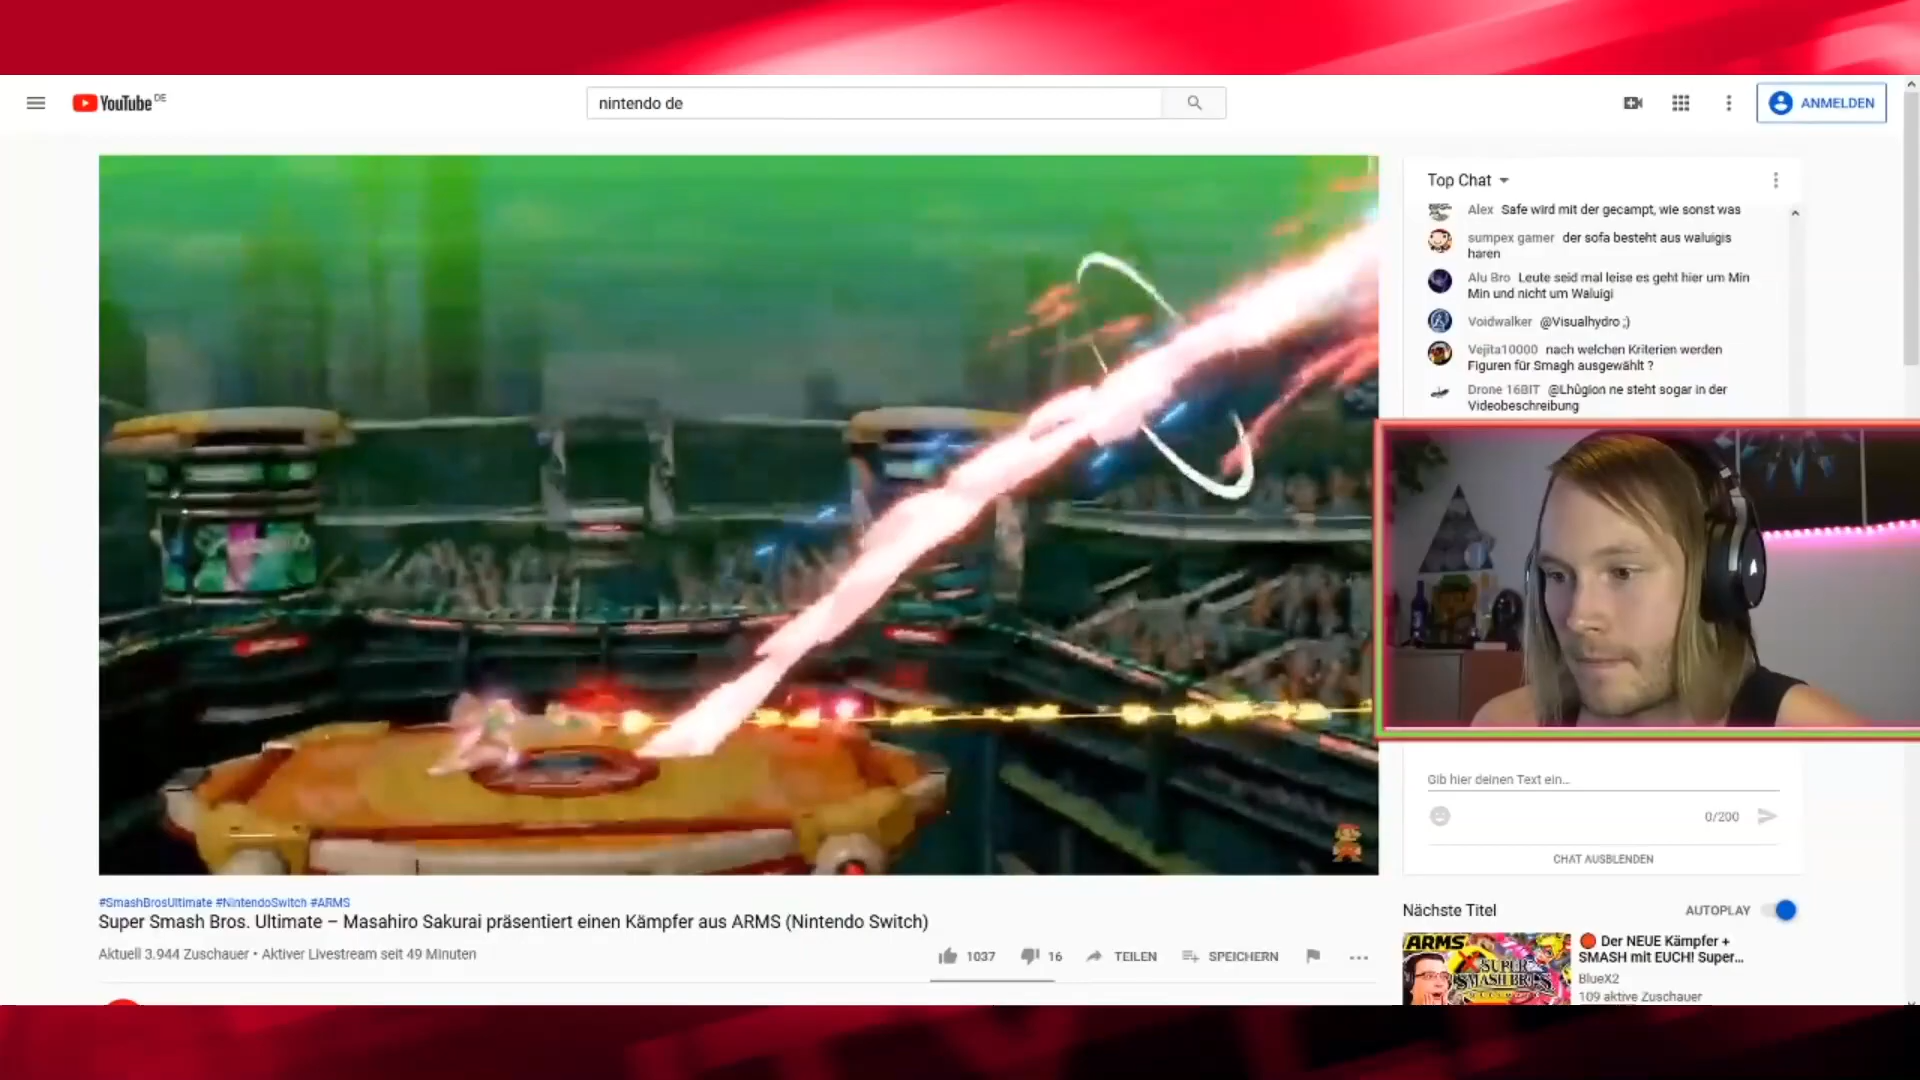 YouTube DE
nintendo de
ANMELDEN
Top Chat
Alex Safe wird mit der gecampt, wie sonst was
sumpex gamer der sofa besteht aus waluigis
haren
Alu Bro Leute seid mal leise es geht hier um Min
Min und nicht um Waluigi
Voidwalker @Visualhydro ;)
Vejita10000 nach welchen Kriterien werden
Figuren für Smagh ausgewählt ?
Drone 16BIT @Lhûgion ne steht sogar in der
Videobeschreibung
Gib hier deinen Text ein...
0/200
CHAT AUSBLENDEN
#SmashBrosUltimate #NintendoSwitch #ARMS
Super Smash Bros. Ultimate – Masahiro Sakurai präsentiert einen Kämpfer aus ARMS (Nintendo Switch)
Aktuell 3.944 Zuschauer • Aktiver Livestream seit 49 Minuten
1037 16 TEILEN SPEICHERN
Nächste Titel AUTOPLAY
ARMS
SUPER
SMASH BROS.
Der NEUE Kämpfer +
SMASH mit EUCH! Super...
BlueX2
109 aktive Zuschauer